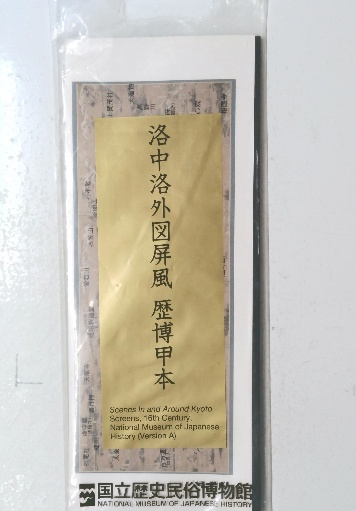 洛中洛外図屏風 歴博甲本
Scenes In and Around Kyoto
Screens, 16th Century,
National Museum of Japanese
History (Version A)
国立歴史民俗博物館
NATIONAL MUSEUM OF JAPANESE HISTORY